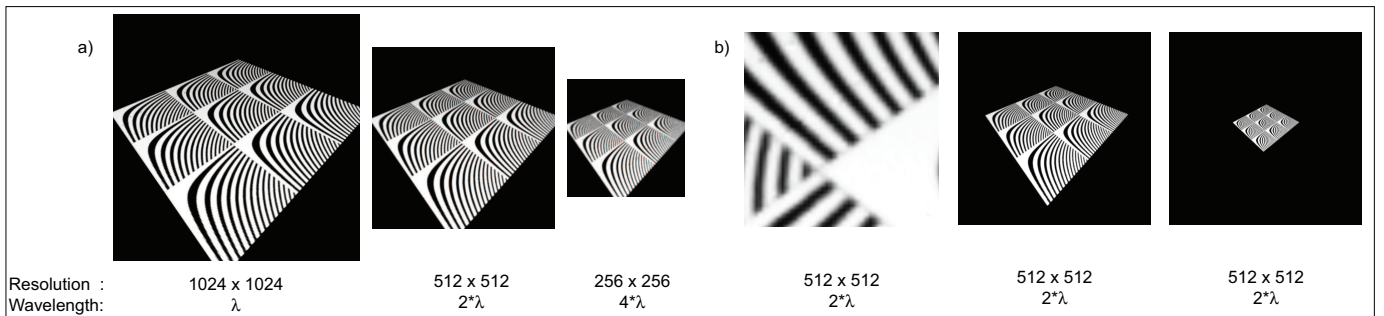 a)
b)
Resolution : 1024 x 1024 512 x 512 256 x 256 512 x 512 512 x 512 512 x 512
Wavelength: λ 2*λ 4*λ 2*λ 2*λ 2*λ